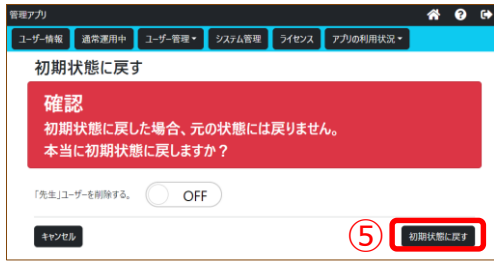 管理アプリ
ユーザー情報 通常運用中 ユーザー管理 システム管理 ライセンス アプリの利用状況
初期状態に戻す
確認
初期状態に戻した場合、元の状態には戻りません。
本当に初期状態に戻しますか？
「先生」ユーザーを削除する。 OFF
キャンセル ⑤ 初期状態に戻す